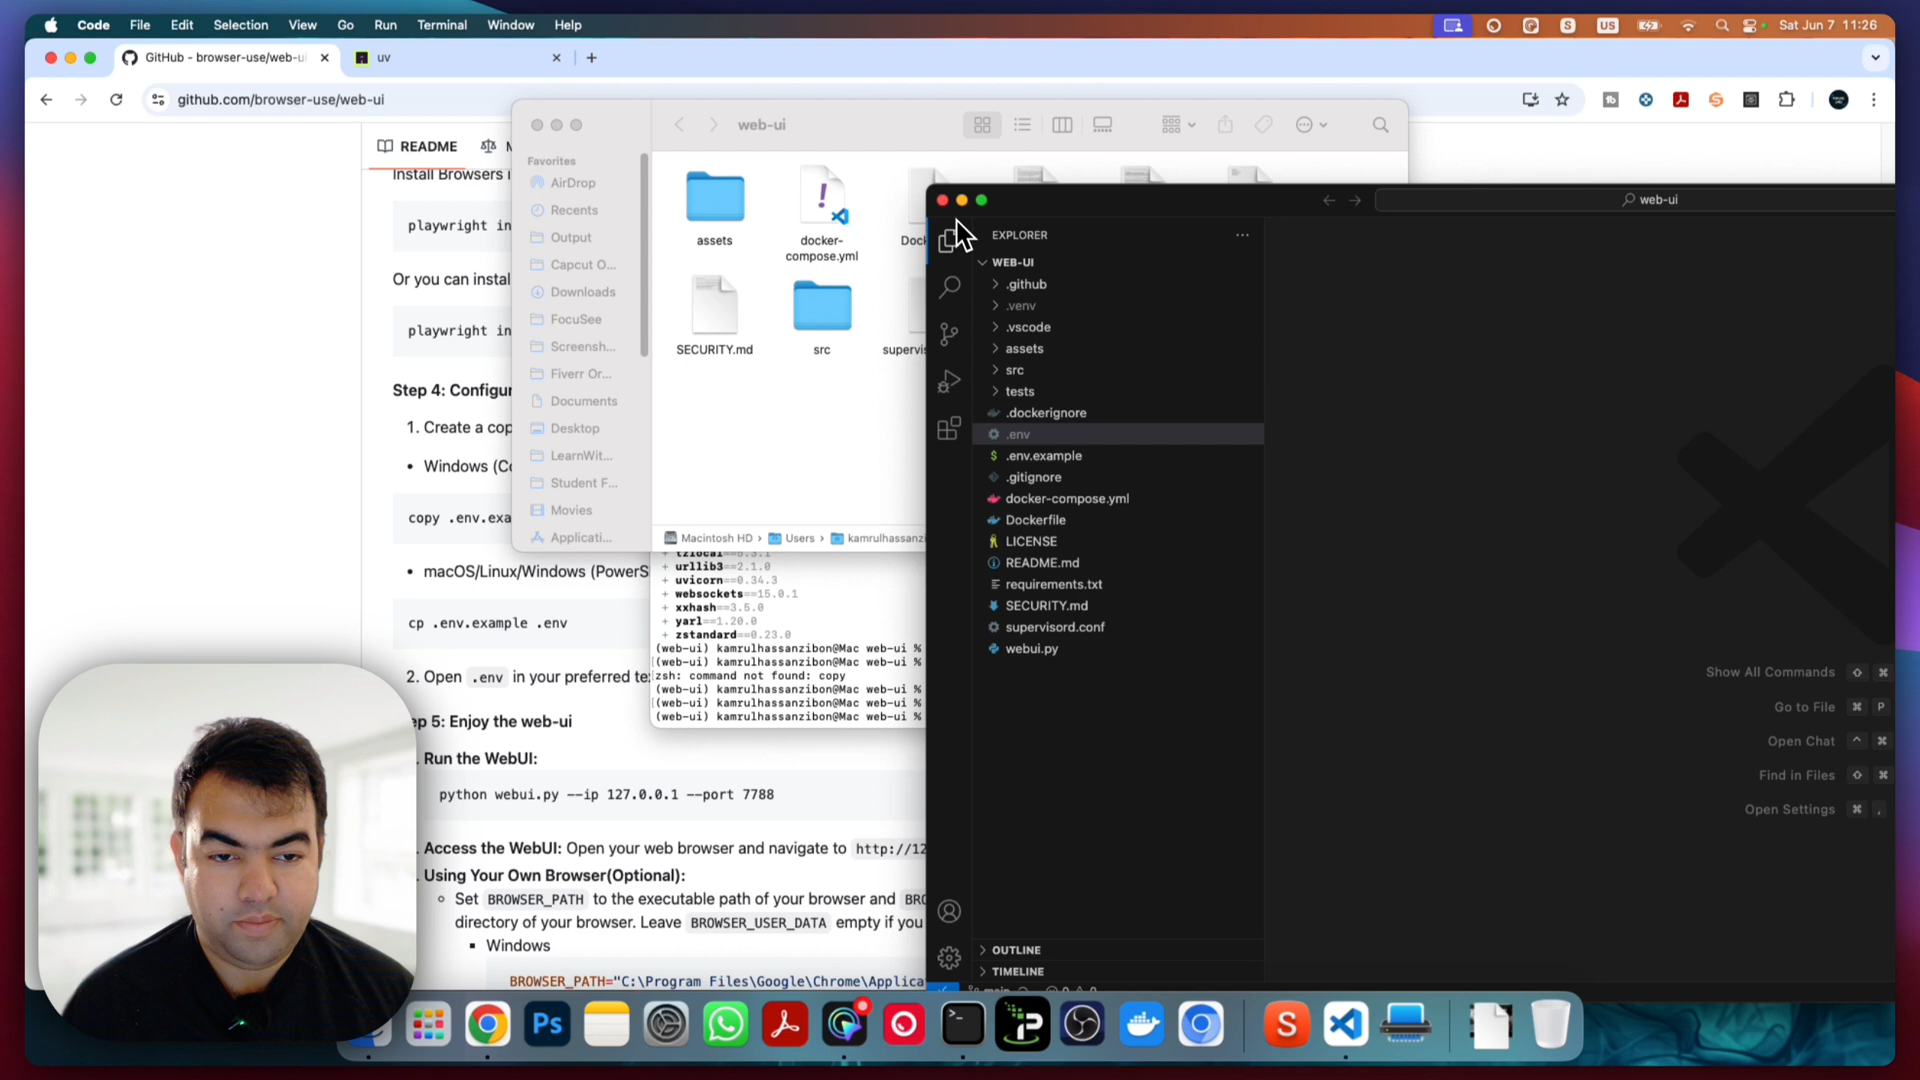 Code File Edit Selection View Go Run Terminal Window Help
S US Sat Jun 7 11:26
GitHub - browser-use/web-ui
uv
github.com/browser-use/web-ui
README
Install Browsers
playwright in
Or you can instal
playwright in
Step 4: Configur
1. Create a cop
Windows (Co
copy .env.exa
macOS/Linux/Windows (PowerS
cp .env.example .env
2. Open .env in your preferred te
ep 5: Enjoy the web-ui
Run the WebUI:
python webui.py --ip 127.0.0.1 --port 7788
Access the WebUI: Open your web browser and navigate to http://12
Using Your Own Browser(Optional):
Set BROWSER_PATH to the executable path of your browser and BRO
directory of your browser. Leave BROWSER_USER_DATA empty if you
Windows
BROWSER_PATH="C:\Program Files\Google\Chrome\Applica
web-ui
Favorites
AirDrop
Recents
Output
Capcut O...
Downloads
FocuSee
Screensh...
Fiverr Or...
Documents
Desktop
LearnWit...
Student F...
Movies
Applicati...
assets
docker-
compose.yml
Doc
SECURITY.md
src
supervis
Macintosh HD › Users › kamrulhassanzi
+ tzlocal==5.3.1
+ urllib3==2.1.0
+ uvicorn==0.34.3
+ websockets==15.0.1
+ xxhash==3.5.0
+ yarl==1.20.0
+ zstandard==0.23.0
(web-ui) kamrulhassanzibon@Mac web-ui %
[(web-ui) kamrulhassanzibon@Mac web-ui %
zsh: command not found: copy
(web-ui) kamrulhassanzibon@Mac web-ui %
[(web-ui) kamrulhassanzibon@Mac web-ui %
(web-ui) kamrulhassanzibon@Mac web-ui %
web-ui
EXPLORER
WEB-UI
.github
.venv
.vscode
assets
src
tests
.dockerignore
.env
.env.example
.gitignore
docker-compose.yml
Dockerfile
LICENSE
README.md
requirements.txt
SECURITY.md
supervisord.conf
webui.py
OUTLINE
TIMELINE
Show All Commands ⇧ ⌘
Go to File ⌘ P
Open Chat ^ ⌘
Find in Files ⇧ ⌘
Open Settings ⌘ ,
Ps
S